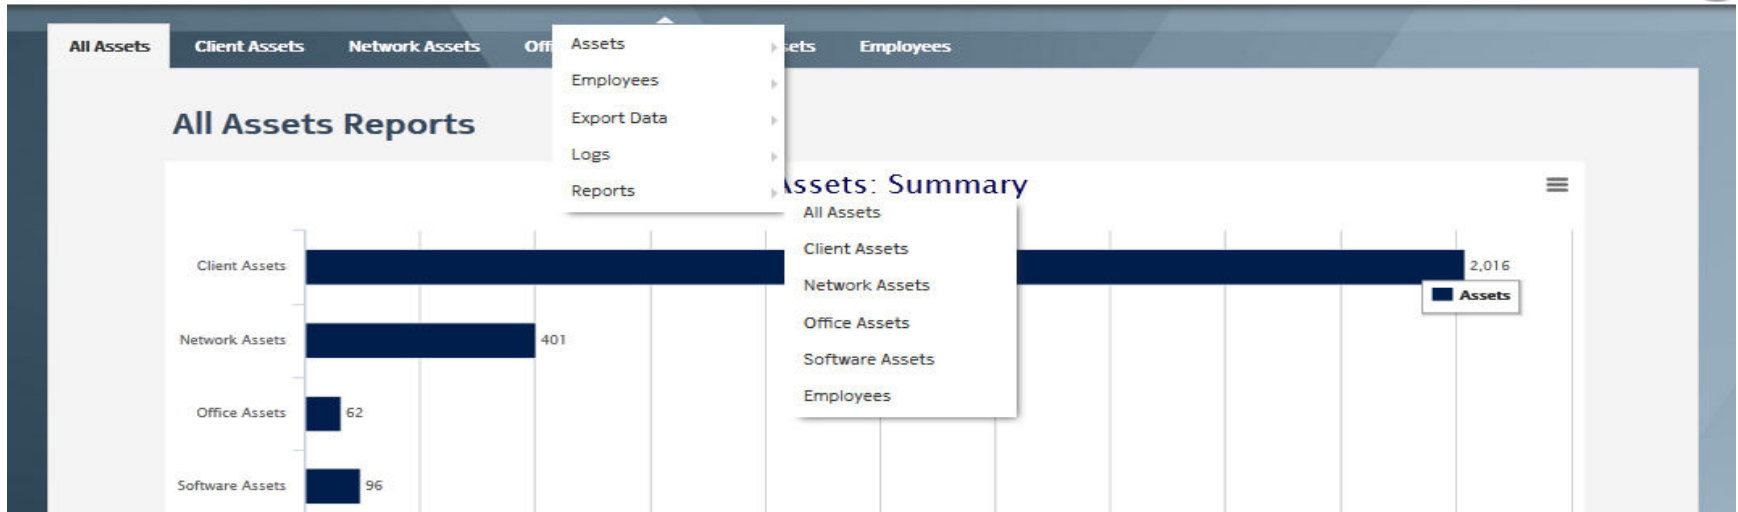 All Assets Client Assets Network Assets Off sets Employees
Assets
Employees
Export Data
Logs
Reports
All Assets Reports
Assets: Summary
All Assets
Client Assets
Network Assets
Office Assets
Software Assets
Employees
Client Assets 2,016
Assets
Network Assets 401
Office Assets 62
Software Assets 96